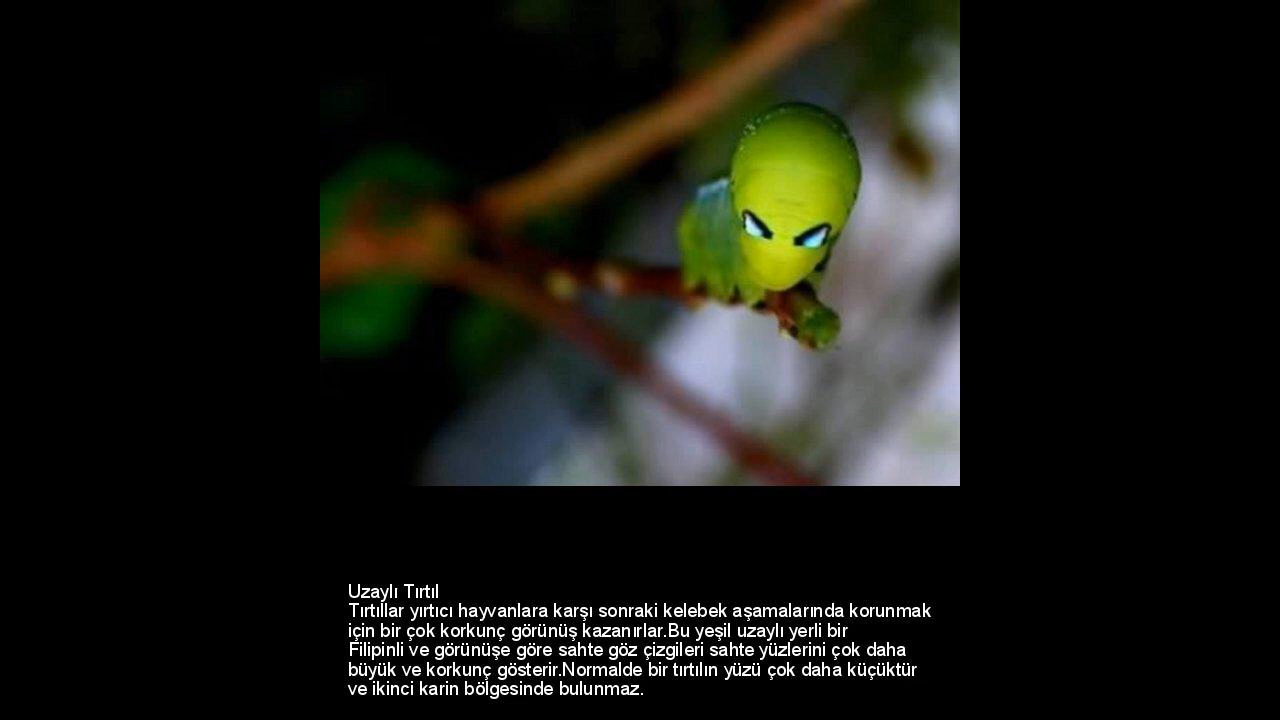 Uzaylı Tırtıl
Tırtıllar yırtıcı hayvanlara karşı sonraki kelebek aşamalarında korunmak
için bir çok korkunç görünüş kazanırlar.Bu yeşil uzaylı yerli bir
Filipinli ve görünüşe göre sahte göz çizgileri sahte yüzlerini çok daha
büyük ve korkunç gösterir.Normalde bir tırtılın yüzü çok daha küçüktür
ve ikinci karin bölgesinde bulunmaz.